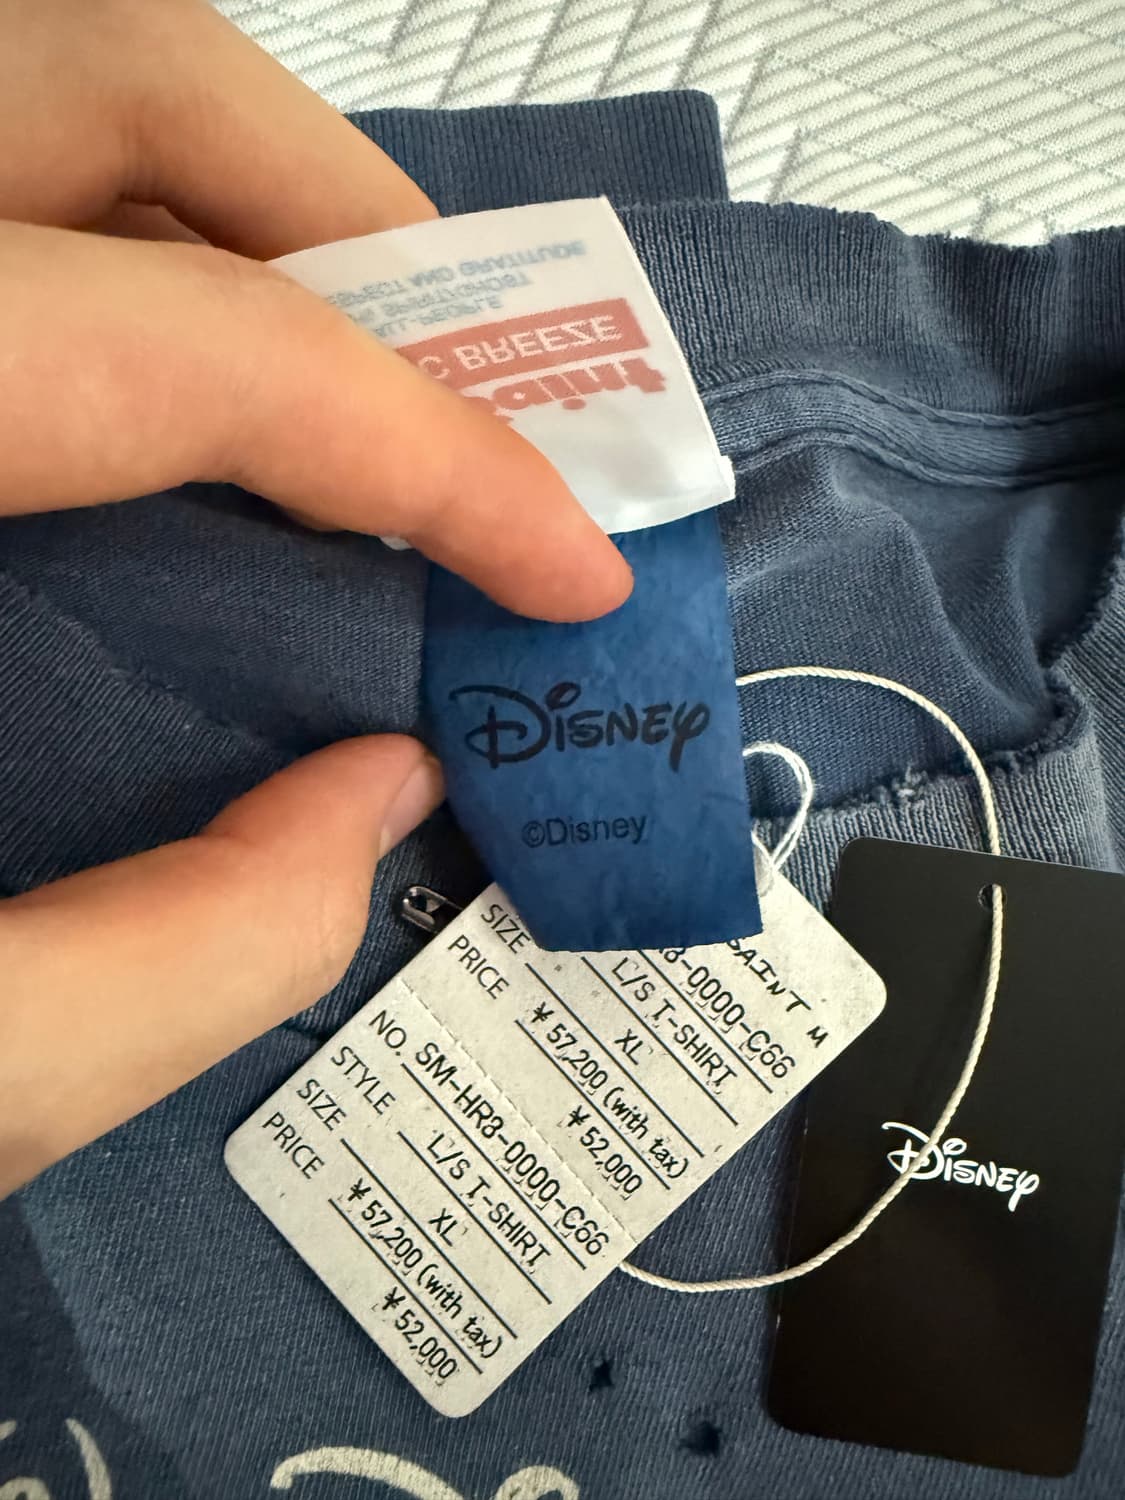 C BREEZE
Disney
©Disney
SAINT M
R8-0000-C66
L/S T-SHIRT
SIZE XL
PRICE ¥57,200 (with tax)
¥52,000
NO. SM-HR8-0000-C66
STYLE L/S T-SHIRT
SIZE XL
PRICE ¥57,200 (with tax)
¥52,000
Disney